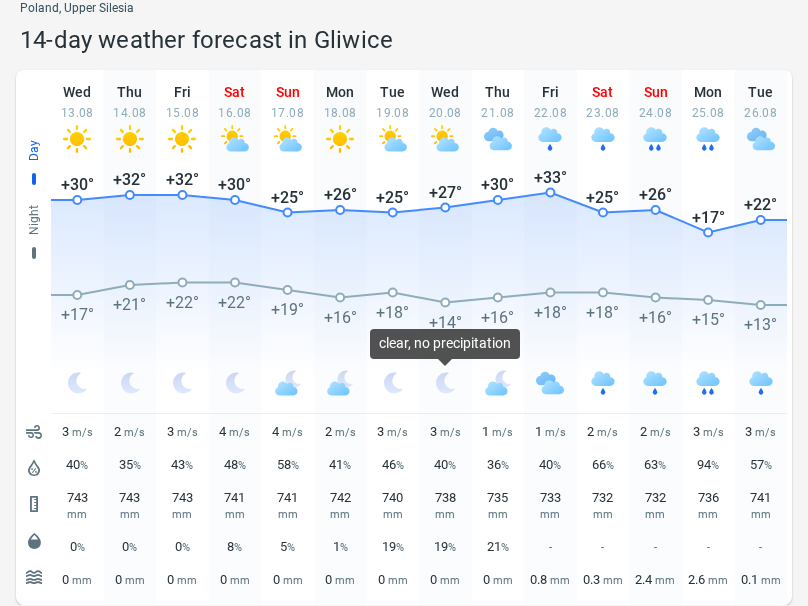 Poland, Upper Silesia
14-day weather forecast in Gliwice
Wed Thu Fri Sat Sun Mon Tue Wed Thu Fri Sat Sun Mon Tue
13.08 14.08 15.08 16.08 17.08 18.08 19.08 20.08 21.08 22.08 23.08 24.08 25.08 26.08
Day
+30° +32° +32° +30° +25° +26° +25° +27° +30° +33° +25° +26° +17° +22°
Night
+17° +21° +22° +22° +19° +16° +18° +14° +16° +18° +18° +16° +15° +13°
clear, no precipitation
3 m/s 2 m/s 3 m/s 4 m/s 4 m/s 2 m/s 3 m/s 3 m/s 1 m/s 1 m/s 2 m/s 2 m/s 3 m/s 3 m/s
40% 35% 43% 48% 58% 41% 46% 40% 36% 40% 66% 63% 94% 57%
743 743 743 741 741 742 740 738 735 733 732 732 736 741
mm mm mm mm mm mm mm mm mm mm mm mm mm mm
0% 0% 0% 8% 5% 1% 19% 19% 21% - - - - -
0 mm 0 mm 0 mm 0 mm 0 mm 0 mm 0 mm 0 mm 0 mm 0.8 mm 0.3 mm 2.4 mm 2.6 mm 0.1 mm